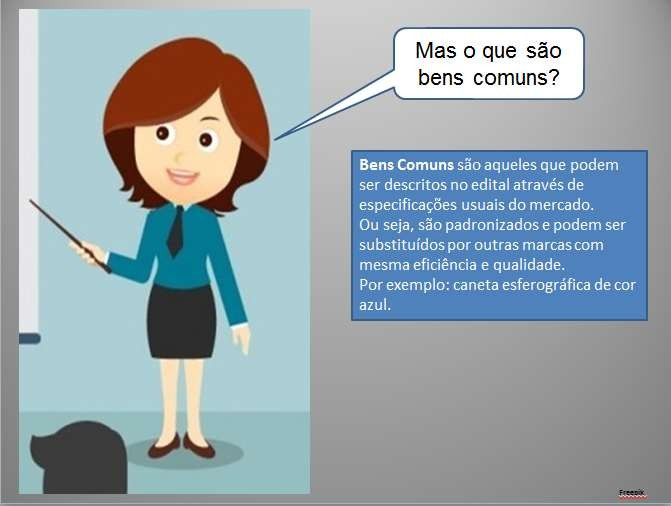 Mas o que são
bens comuns?
Bens Comuns são aqueles que podem
ser descritos no edital através de
especificações usuais do mercado.
Ou seja, são padronizados e podem ser
substituídos por outras marcas com
mesma eficiência e qualidade.
Por exemplo: caneta esferográfica de cor
azul.
Freepik